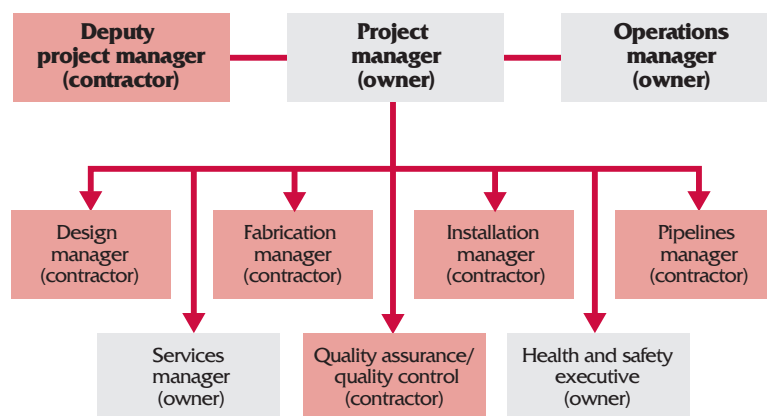 Deputy
project manager
(contractor)
Project
manager
(owner)
Operations
manager
(owner)
Design
manager
(contractor)
Fabrication
manager
(contractor)
Installation
manager
(contractor)
Pipelines
manager
(contractor)
Services
manager
(owner)
Quality assurance/
quality control
(contractor)
Health and safety
executive
(owner)